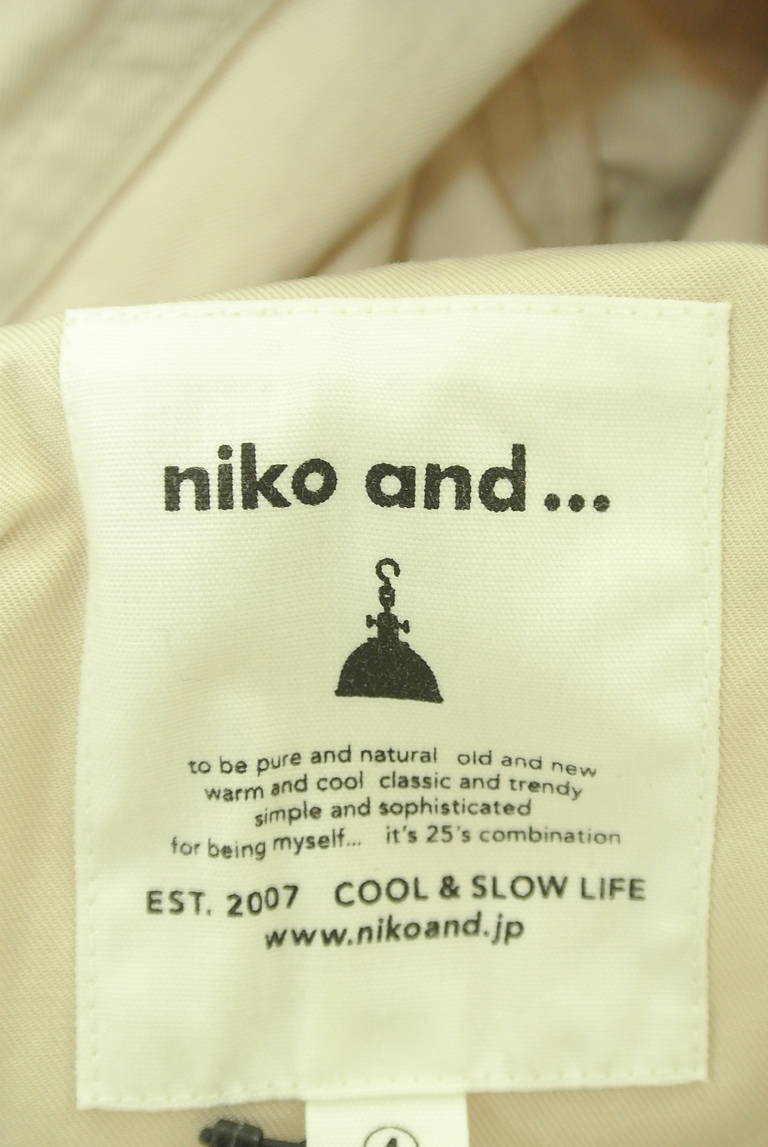 niko and...
to be pure and natural old and new
warm and cool classic and trendy
simple and sophisticated
for being myself... it's 25's combination
EST. 2007 COOL & SLOW LIFE
www.nikoand.jp